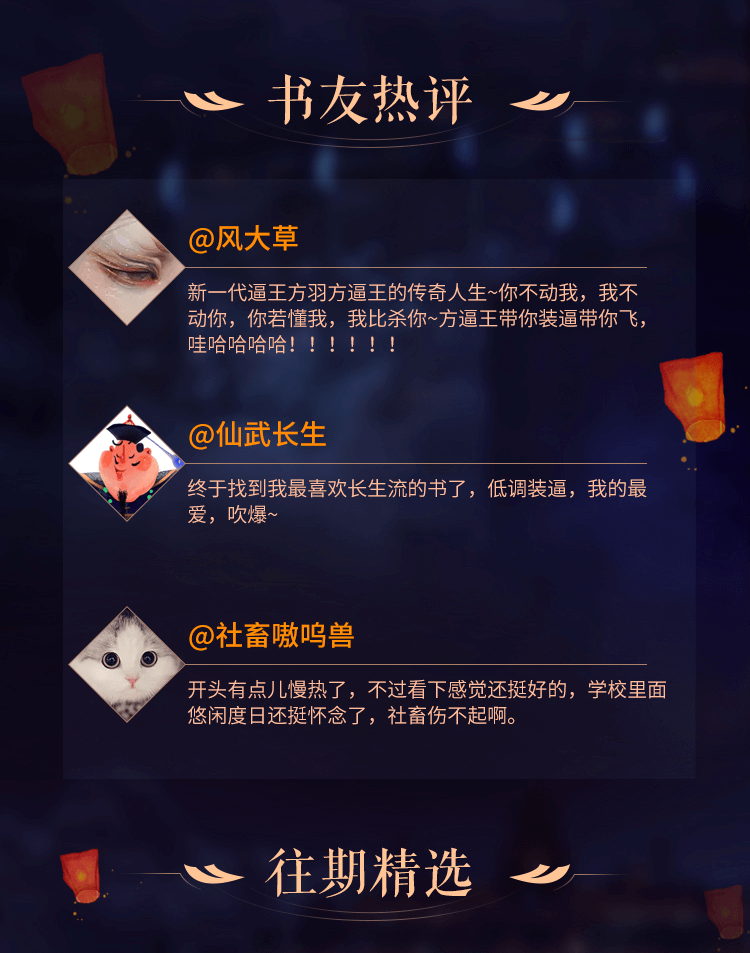 书友热评
@风大草
新一代逼王方羽方逼王的传奇人生~你不动我，我不
动你，你若懂我，我比杀你~方逼王带你装逼带你飞，
哇哈哈哈哈！！！！！！
@仙武长生
终于找到我最喜欢长生流的书了，低调装逼，我的最
爱，吹爆~
@社畜嗷呜兽
开头有点儿慢热了，不过看下感觉还挺好的，学校里面
悠闲度日还挺怀念了，社畜伤不起啊。
往期精选